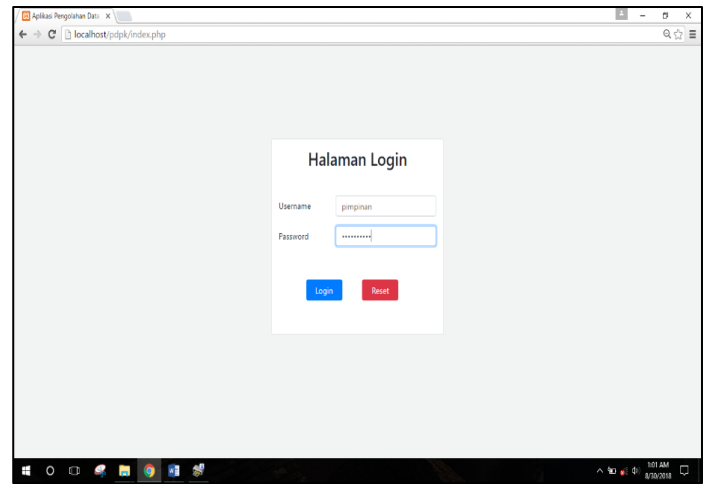 Aplikasi Pengolahan Data
localhost/pdpk/index.php
Halaman Login
Username
pimpinan
Password
••••••••••
Login
Reset
1:01 AM
8/30/2018